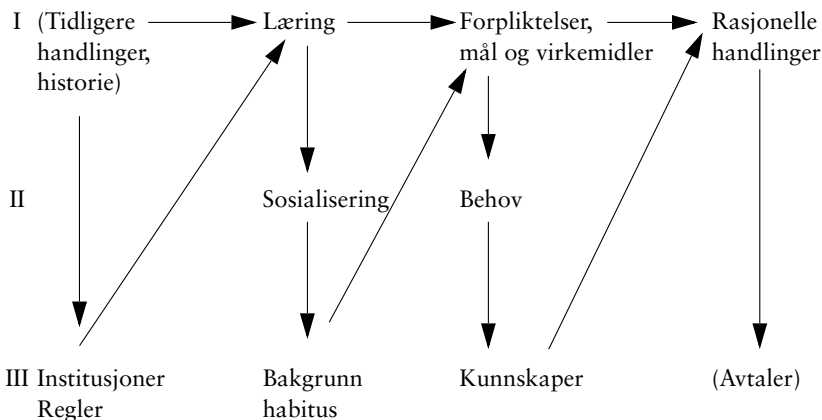 I (Tidligere handlinger, historie)
Læring
Forpliktelser, mål og virkemidler
Rasjonelle handlinger
II
Sosialisering
Behov
III Institusjoner Regler
Bakgrunn habitus
Kunnskaper
(Avtaler)